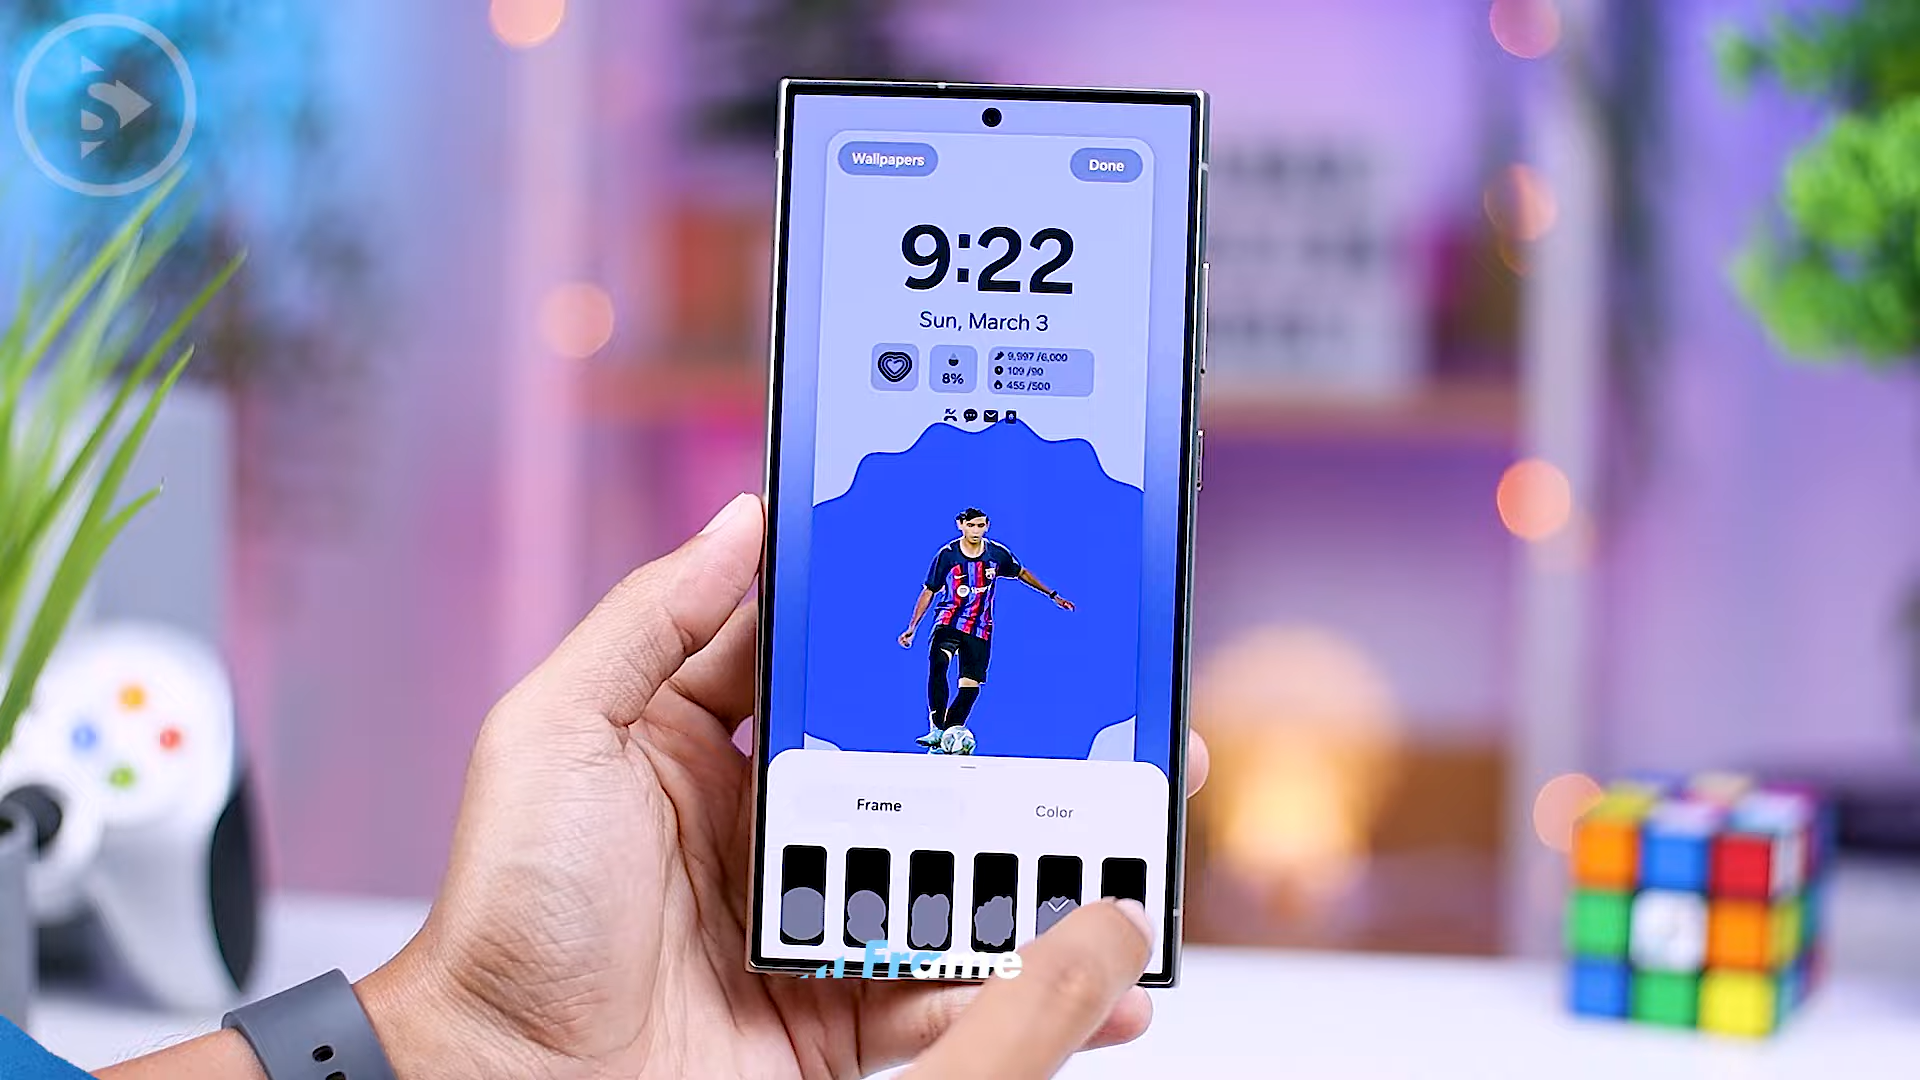 Wallpapers
Done
9:22
Sun, March 3
8%
9,997 /6,000
109 /90
455 /500
Frame
Color
Frame